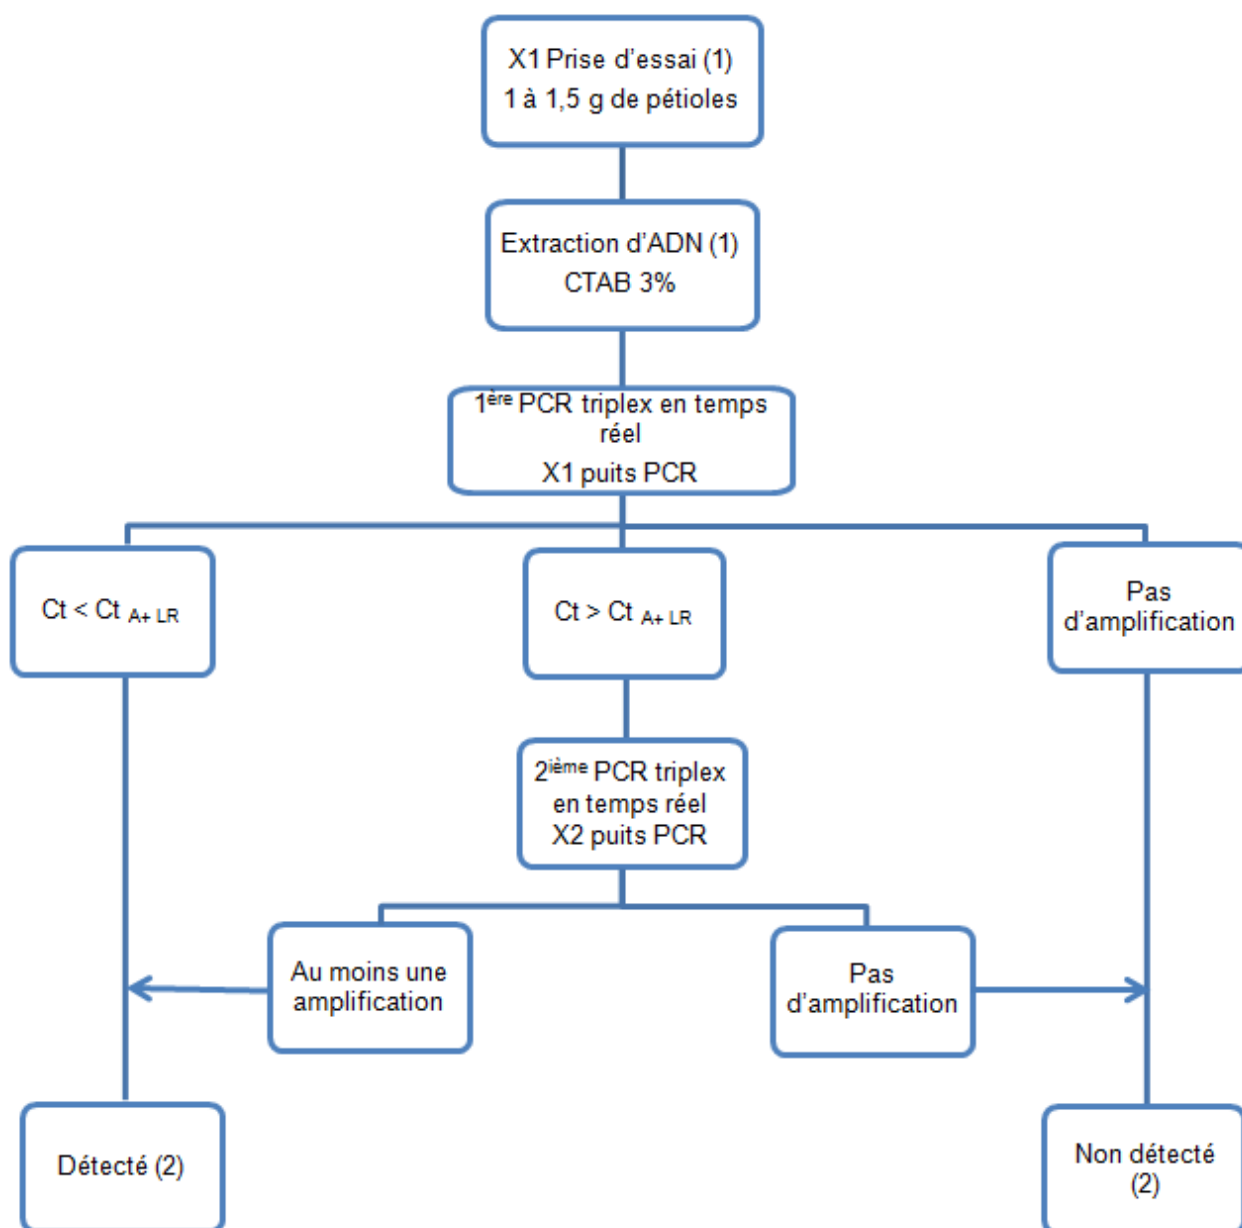 X1 Prise d'essai (1)
1 à 1,5 g de pétioles
Extraction d'ADN (1)
CTAB 3%
1ère PCR triplex en temps
réel
X1 puits PCR
Ct < Ct A+ LR
Ct > Ct A+ LR
Pas
d'amplification
2ième PCR triplex
en temps réel
X2 puits PCR
Au moins une
amplification
Pas
d'amplification
Détecté (2)
Non détecté
(2)